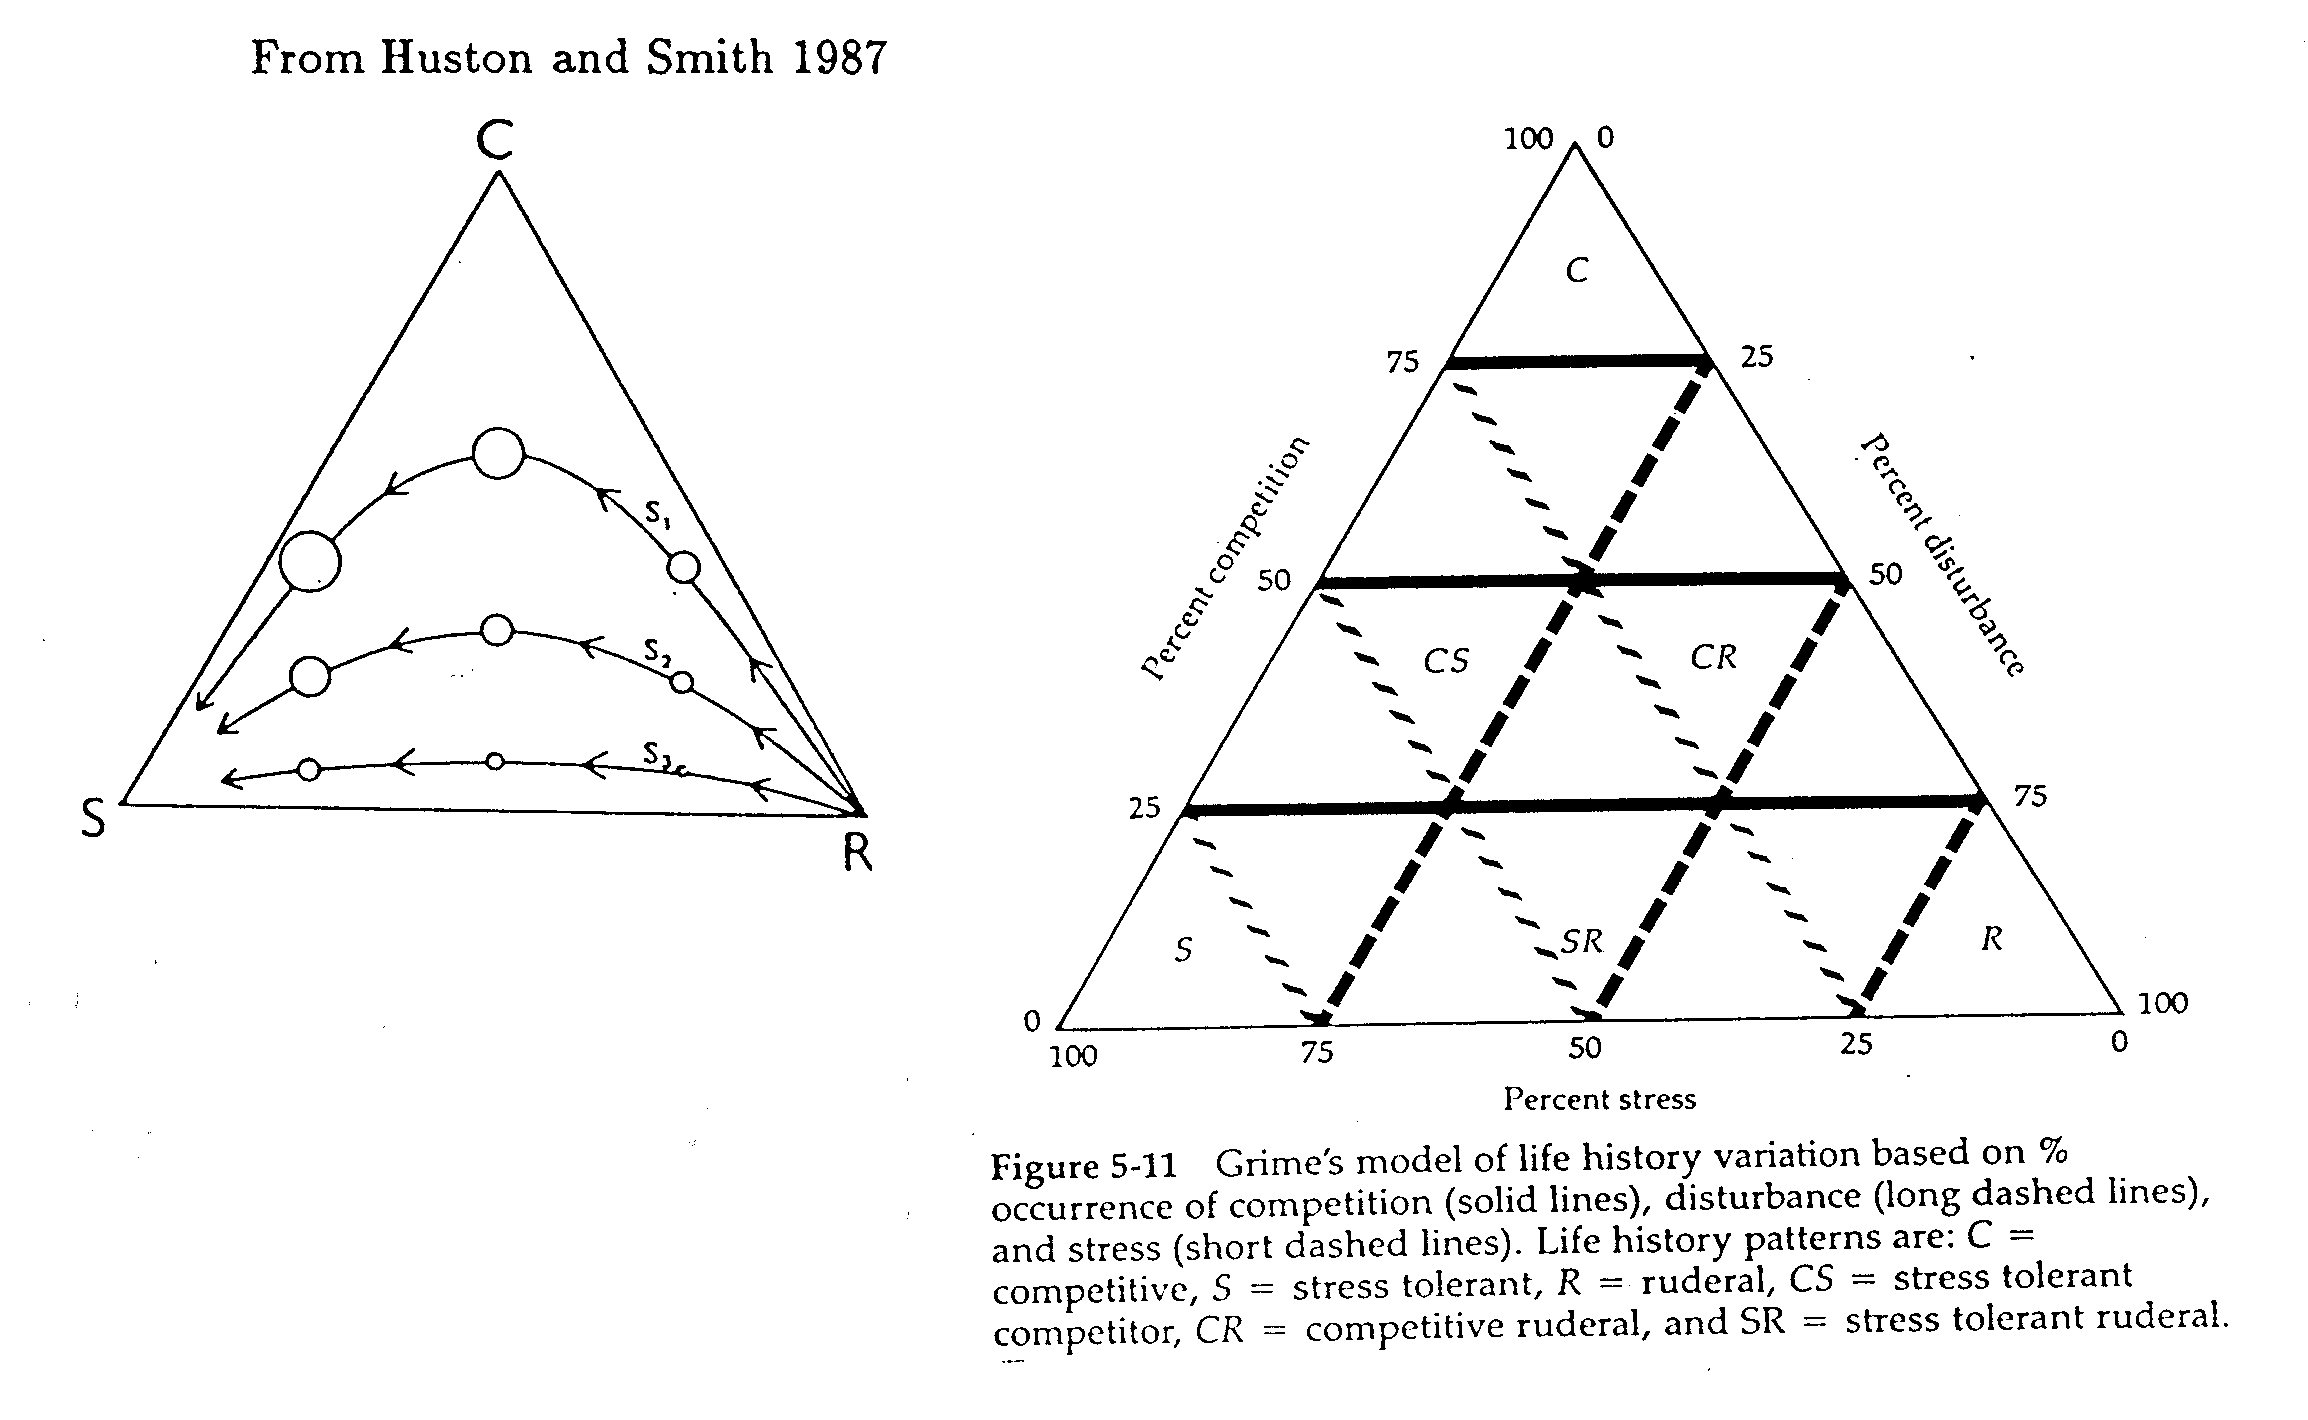 From Huston and Smith 1987
C
S₁
S₂
S
R
100 0
C
75 25
Percent competition
Percent disturbance
50 50
CS CR
25 75
S SR R
0 100
100 75 50 25 0
Percent stress
Figure 5-11 Grime's model of life history variation based on %
occurrence of competition (solid lines), disturbance (long dashed lines),
and stress (short dashed lines). Life history patterns are: C =
competitive, S = stress tolerant, R = ruderal, CS = stress tolerant
competitor, CR = competitive ruderal, and SR = stress tolerant ruderal.